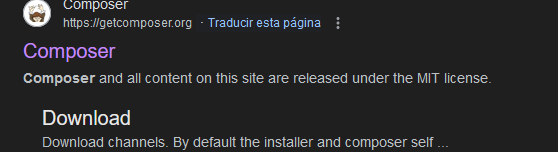 Composer
https://getcomposer.org · Traducir esta página
Composer
Composer and all content on this site are released under the MIT license.
Download
Download channels. By default the installer and composer self ...